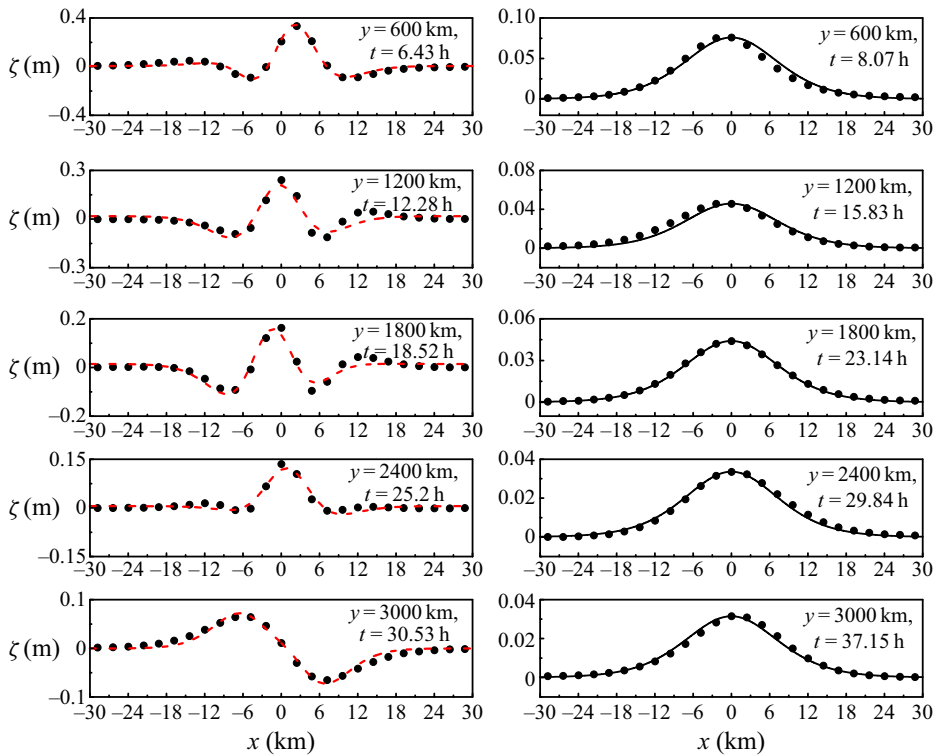 0.4
ζ (m)
0
–0.4
y = 600 km,
t = 6.43 h
–30 –24 –18 –12 –6 0 6 12 18 24 30
0.10
0.05
0
y = 600 km,
t = 8.07 h
–30 –24 –18 –12 –6 0 6 12 18 24 30
0.3
ζ (m)
0
–0.3
y = 1200 km,
t = 12.28 h
–30 –24 –18 –12 –6 0 6 12 18 24 30
0.08
0.04
0
y = 1200 km,
t = 15.83 h
–30 –24 –18 –12 –6 0 6 12 18 24 30
0.2
ζ (m)
0
–0.2
y = 1800 km,
t = 18.52 h
–30 –24 –18 –12 –6 0 6 12 18 24 30
0.06
0.03
0
y = 1800 km,
t = 23.14 h
–30 –24 –18 –12 –6 0 6 12 18 24 30
0.15
ζ (m)
0
–0.15
y = 2400 km,
t = 25.2 h
–30 –24 –18 –12 –6 0 6 12 18 24 30
0.04
0.02
0
y = 2400 km,
t = 29.84 h
–30 –24 –18 –12 –6 0 6 12 18 24 30
0.1
ζ (m)
0
–0.1
y = 3000 km,
t = 30.53 h
–30 –24 –18 –12 –6 0 6 12 18 24 30
x (km)
0.04
0.02
0
y = 3000 km,
t = 37.15 h
–30 –24 –18 –12 –6 0 6 12 18 24 30
x (km)